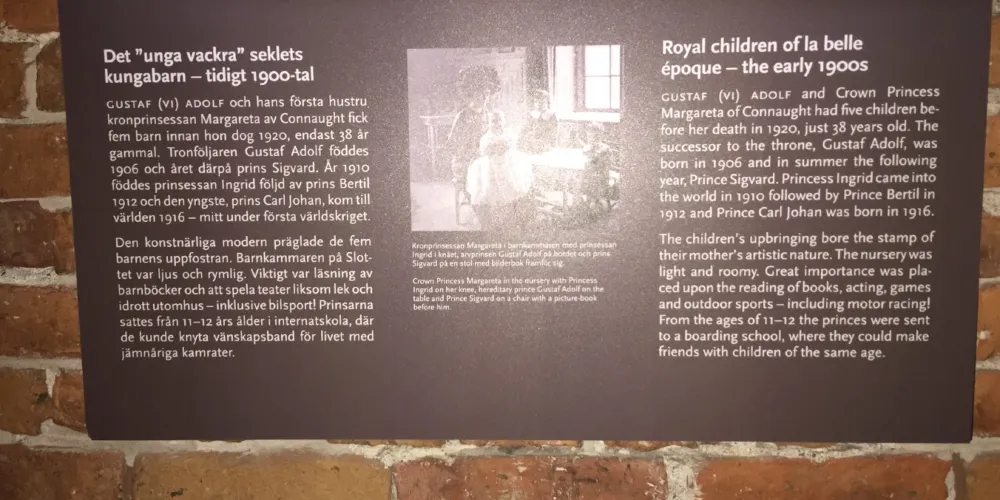 Det ”unga vackra” seklets
kungabarn – tidigt 1900-tal
GUSTAF (VI) ADOLF och hans första hustru
kronprinsessan Margareta av Connaught fick
fem barn innan hon dog 1920, endast 38 år
gammal. Tronföljaren Gustaf Adolf föddes
1906 och året därpå prins Sigvard. År 1910
föddes prinsessan Ingrid följd av prins Bertil
1912 och den yngste, prins Carl Johan, kom till
världen 1916 – mitt under första världskriget.
Den konstnärliga modern präglade de fem
barnens uppfostran. Barnkammaren på Slot-
tet var ljus och rymlig. Viktigt var läsning av
barnböcker och att spela teater liksom lek och
idrott utomhus – inklusive bilsport! Prinsarna
sattes från 11–12 års ålder i internatskola, där
de kunde knyta vänskapsband för livet med
jämnåriga kamrater.
Kronprinsessan Margareta i barnkammaren med prinsessan
Ingrid i knäet, arvprinsen Gustaf Adolf på bordet och prins
Sigvard på en stol med bilderbok framför sig.
Crown Princess Margareta in the nursery with Princess
Ingrid on her knee, hereditary prince Gustaf Adolf on the
table and Prince Sigvard on a chair with a picture-book
before him.
Royal children of la belle
époque – the early 1900s
GUSTAF (VI) ADOLF and Crown Princess
Margareta of Connaught had five children be-
fore her death in 1920, just 38 years old. The
successor to the throne, Gustaf Adolf, was
born in 1906 and in summer the following
year, Prince Sigvard. Princess Ingrid came into
the world in 1910 followed by Prince Bertil in
1912 and Prince Carl Johan was born in 1916.
The children’s upbringing bore the stamp of
their mother’s artistic nature. The nursery was
light and roomy. Great importance was pla-
ced upon the reading of books, acting, games
and outdoor sports – including motor racing!
From the ages of 11–12 the princes were sent
to a boarding school, where they could make
friends with children of the same age.